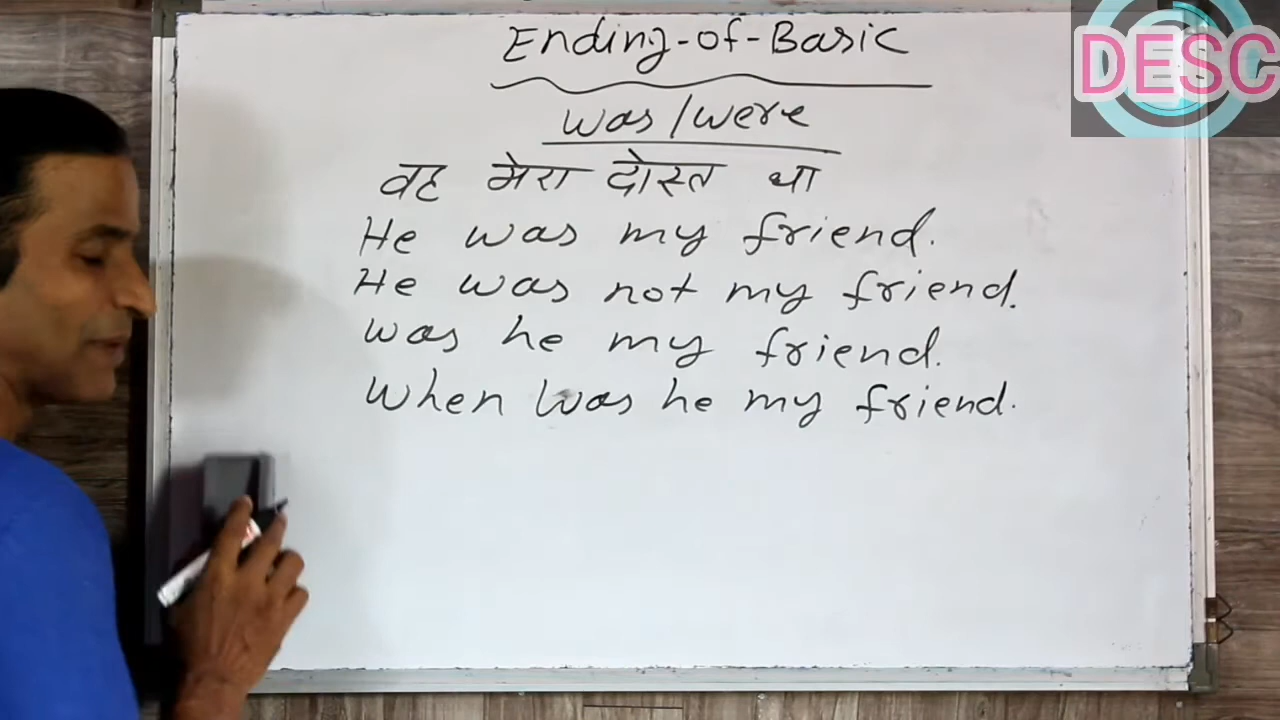 Ending-of-Basic
DESC
was/were
वह मेरा दोस्त था
He was my friend.
He was not my friend.
was he my friend.
When was he my friend.